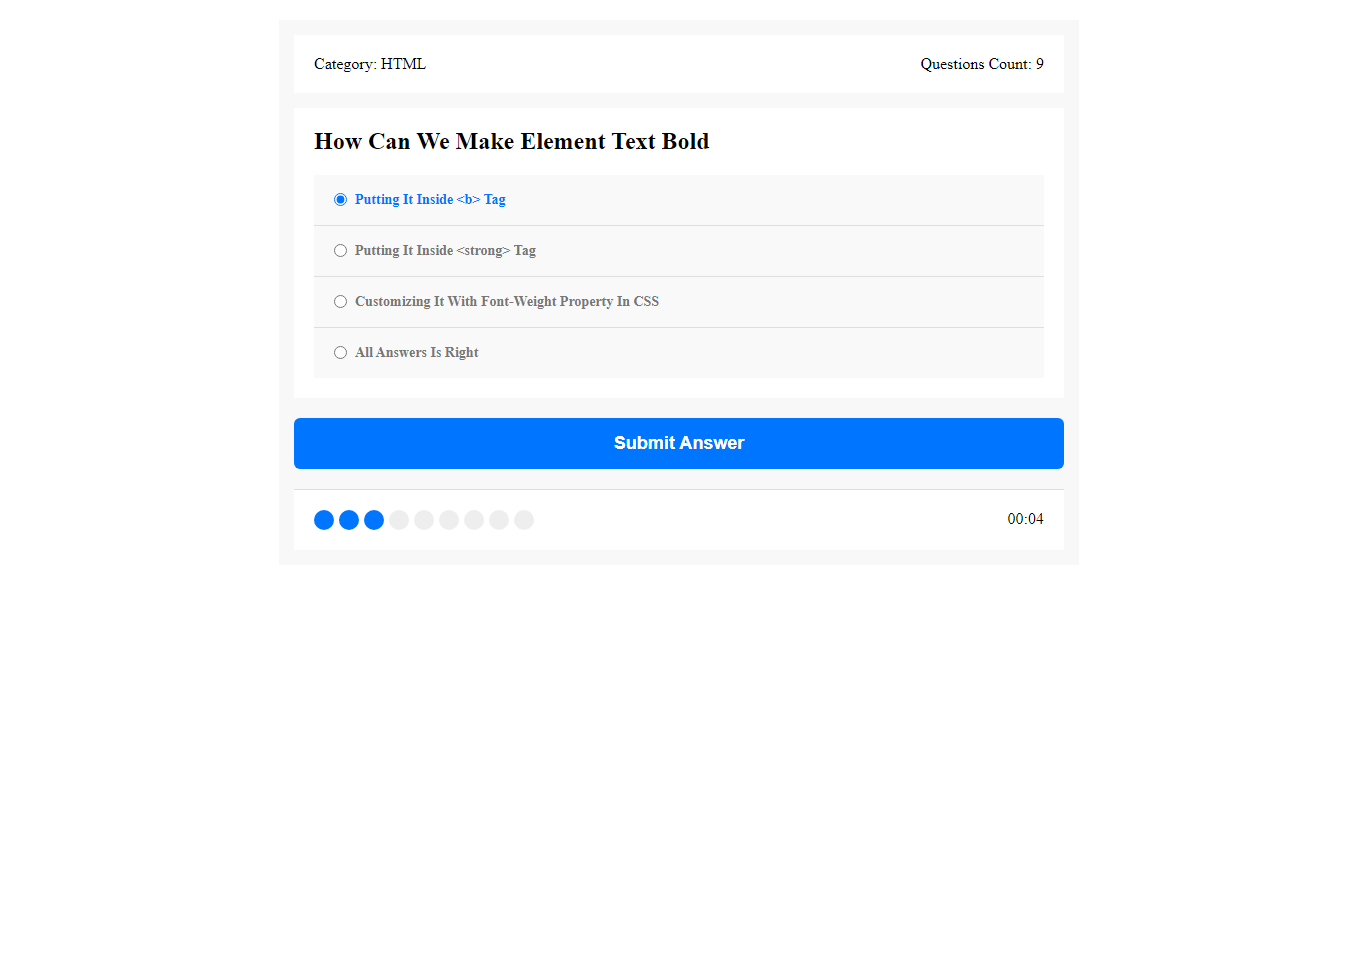 Category: HTML
Questions Count: 9
How Can We Make Element Text Bold
Putting It Inside <b> Tag
Putting It Inside <strong> Tag
Customizing It With Font-Weight Property In CSS
All Answers Is Right
Submit Answer
00:04